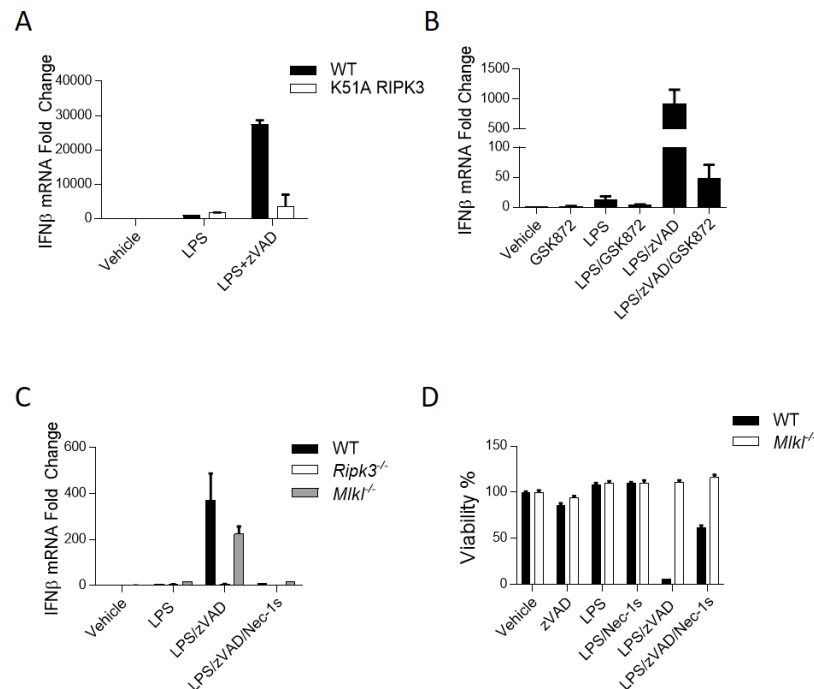 A
IFNβ mRNA Fold Change
40000
30000
20000
10000
0
WT
K51A RIPK3
Vehicle
LPS
LPS+zVAD
B
IFNβ mRNA Fold Change
1500
1000
500
100
50
0
Vehicle
GSK872
LPS
LPS/GSK872
LPS/zVAD
LPS/zVAD/GSK872
C
IFNβ mRNA Fold Change
600
400
200
0
WT
Ripk3-/-
Mlkl-/-
Vehicle
LPS
LPS/zVAD
LPS/zVAD/Nec-1s
D
Viability %
150
100
50
0
WT
Mlkl-/-
Vehicle
zVAD
LPS
LPS/Nec-1s
LPS/zVAD
LPS/zVAD/Nec-1s